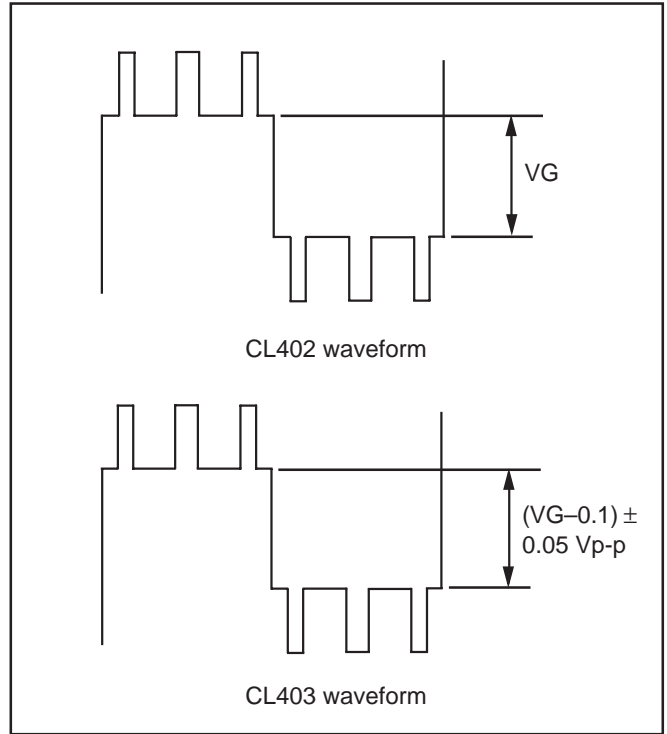 VG
CL402 waveform
(VG–0.1) ±
0.05 Vp-p
CL403 waveform